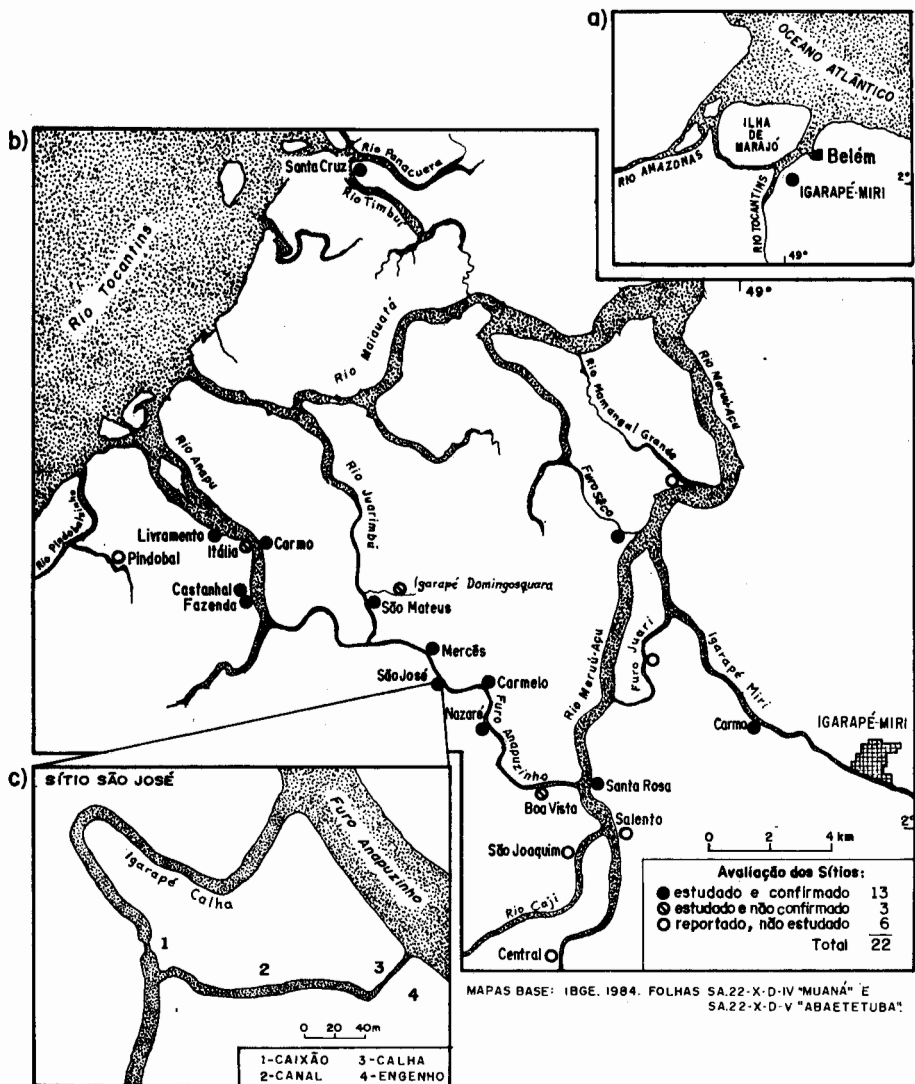 a)
OCEANO ATLÂNTICO
ILHA
DE
MARAJÓ
Belém
RIO AMAZONAS
IGARAPÉ-MIRI
RIO TOCANTINS
2°
49°
b)
Rio Panacuera
Santa Cruz
Rio Timbuí
Rio Tocantins
49°
Rio Maiauatá
Rio Meruú-Açu
Rio Mamangal Grande
Rio Anapu
Rio Juarimbú
Furo Sêco
Livramento
Itália
Carmo
Pindobal
Castanhal
Fazenda
Igarapé Domingosquara
São Mateus
Furo Juari
Igarapé Miri
Mercês
São José
Carmelo
Rio Meruú-Açu
Nazaré
Furo Anapuzinho
Carmo
IGARAPÉ-MIRI
Santa Rosa
Boa Vista
Salento
2°
0 2 4 km
São Joaquim
Rio Caji
Central
Avaliação dos Sítios:
estudado e confirmado 13
estudado e não confirmado 3
reportado, não estudado 6
Total 22
c)
SÍTIO SÃO JOSÉ
Furo Anapuzinho
Igarapé Calha
1
2
3
4
0 20 40m
1-CAIXÃO 3-CALHA
2-CANAL 4-ENGENHO
MAPAS BASE: IBGE. 1984. FOLHAS SA.22-X-D-IV "MUANÁ" E
SA.22-X-D-V "ABAETETUBA".